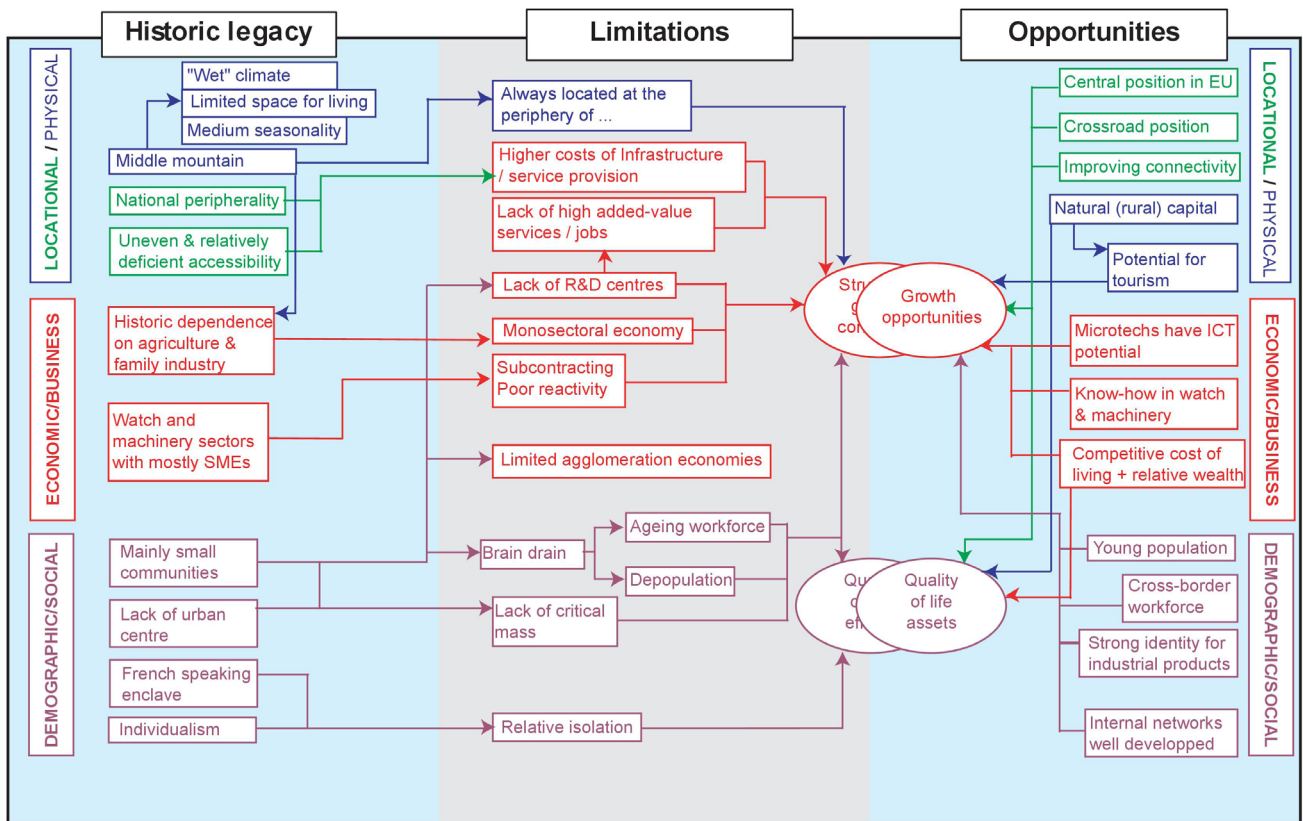 Historic legacy
Limitations
Opportunities
LOCATIONAL / PHYSICAL
ECONOMIC/BUSINESS
DEMOGRAPHIC/SOCIAL
"Wet" climate
Limited space for living
Medium seasonality
Middle mountain
National peripherality
Uneven & relatively
deficient accessibility
Historic dependence
on agriculture &
family industry
Watch and
machinery sectors
with mostly SMEs
Mainly small
communities
Lack of urban
centre
French speaking
enclave
Individualism
Always located at the
periphery of ...
Higher costs of Infrastructure
/ service provision
Lack of high added-value
services / jobs
Lack of R&D centres
Monosectoral economy
Subcontracting
Poor reactivity
Limited agglomeration economies
Brain drain
Ageing workforce
Depopulation
Lack of critical
mass
Relative isolation
Growth
opportunities
Quality
of life
assets
Central position in EU
Crossroad position
Improving connectivity
Natural (rural) capital
Potential for
tourism
Microtechs have ICT
potential
Know-how in watch
& machinery
Competitive cost of
living + relative wealth
Young population
Cross-border
workforce
Strong identity for
industrial products
Internal networks
well developped
LOCATIONAL / PHYSICAL
ECONOMIC/BUSINESS
DEMOGRAPHIC/SOCIAL